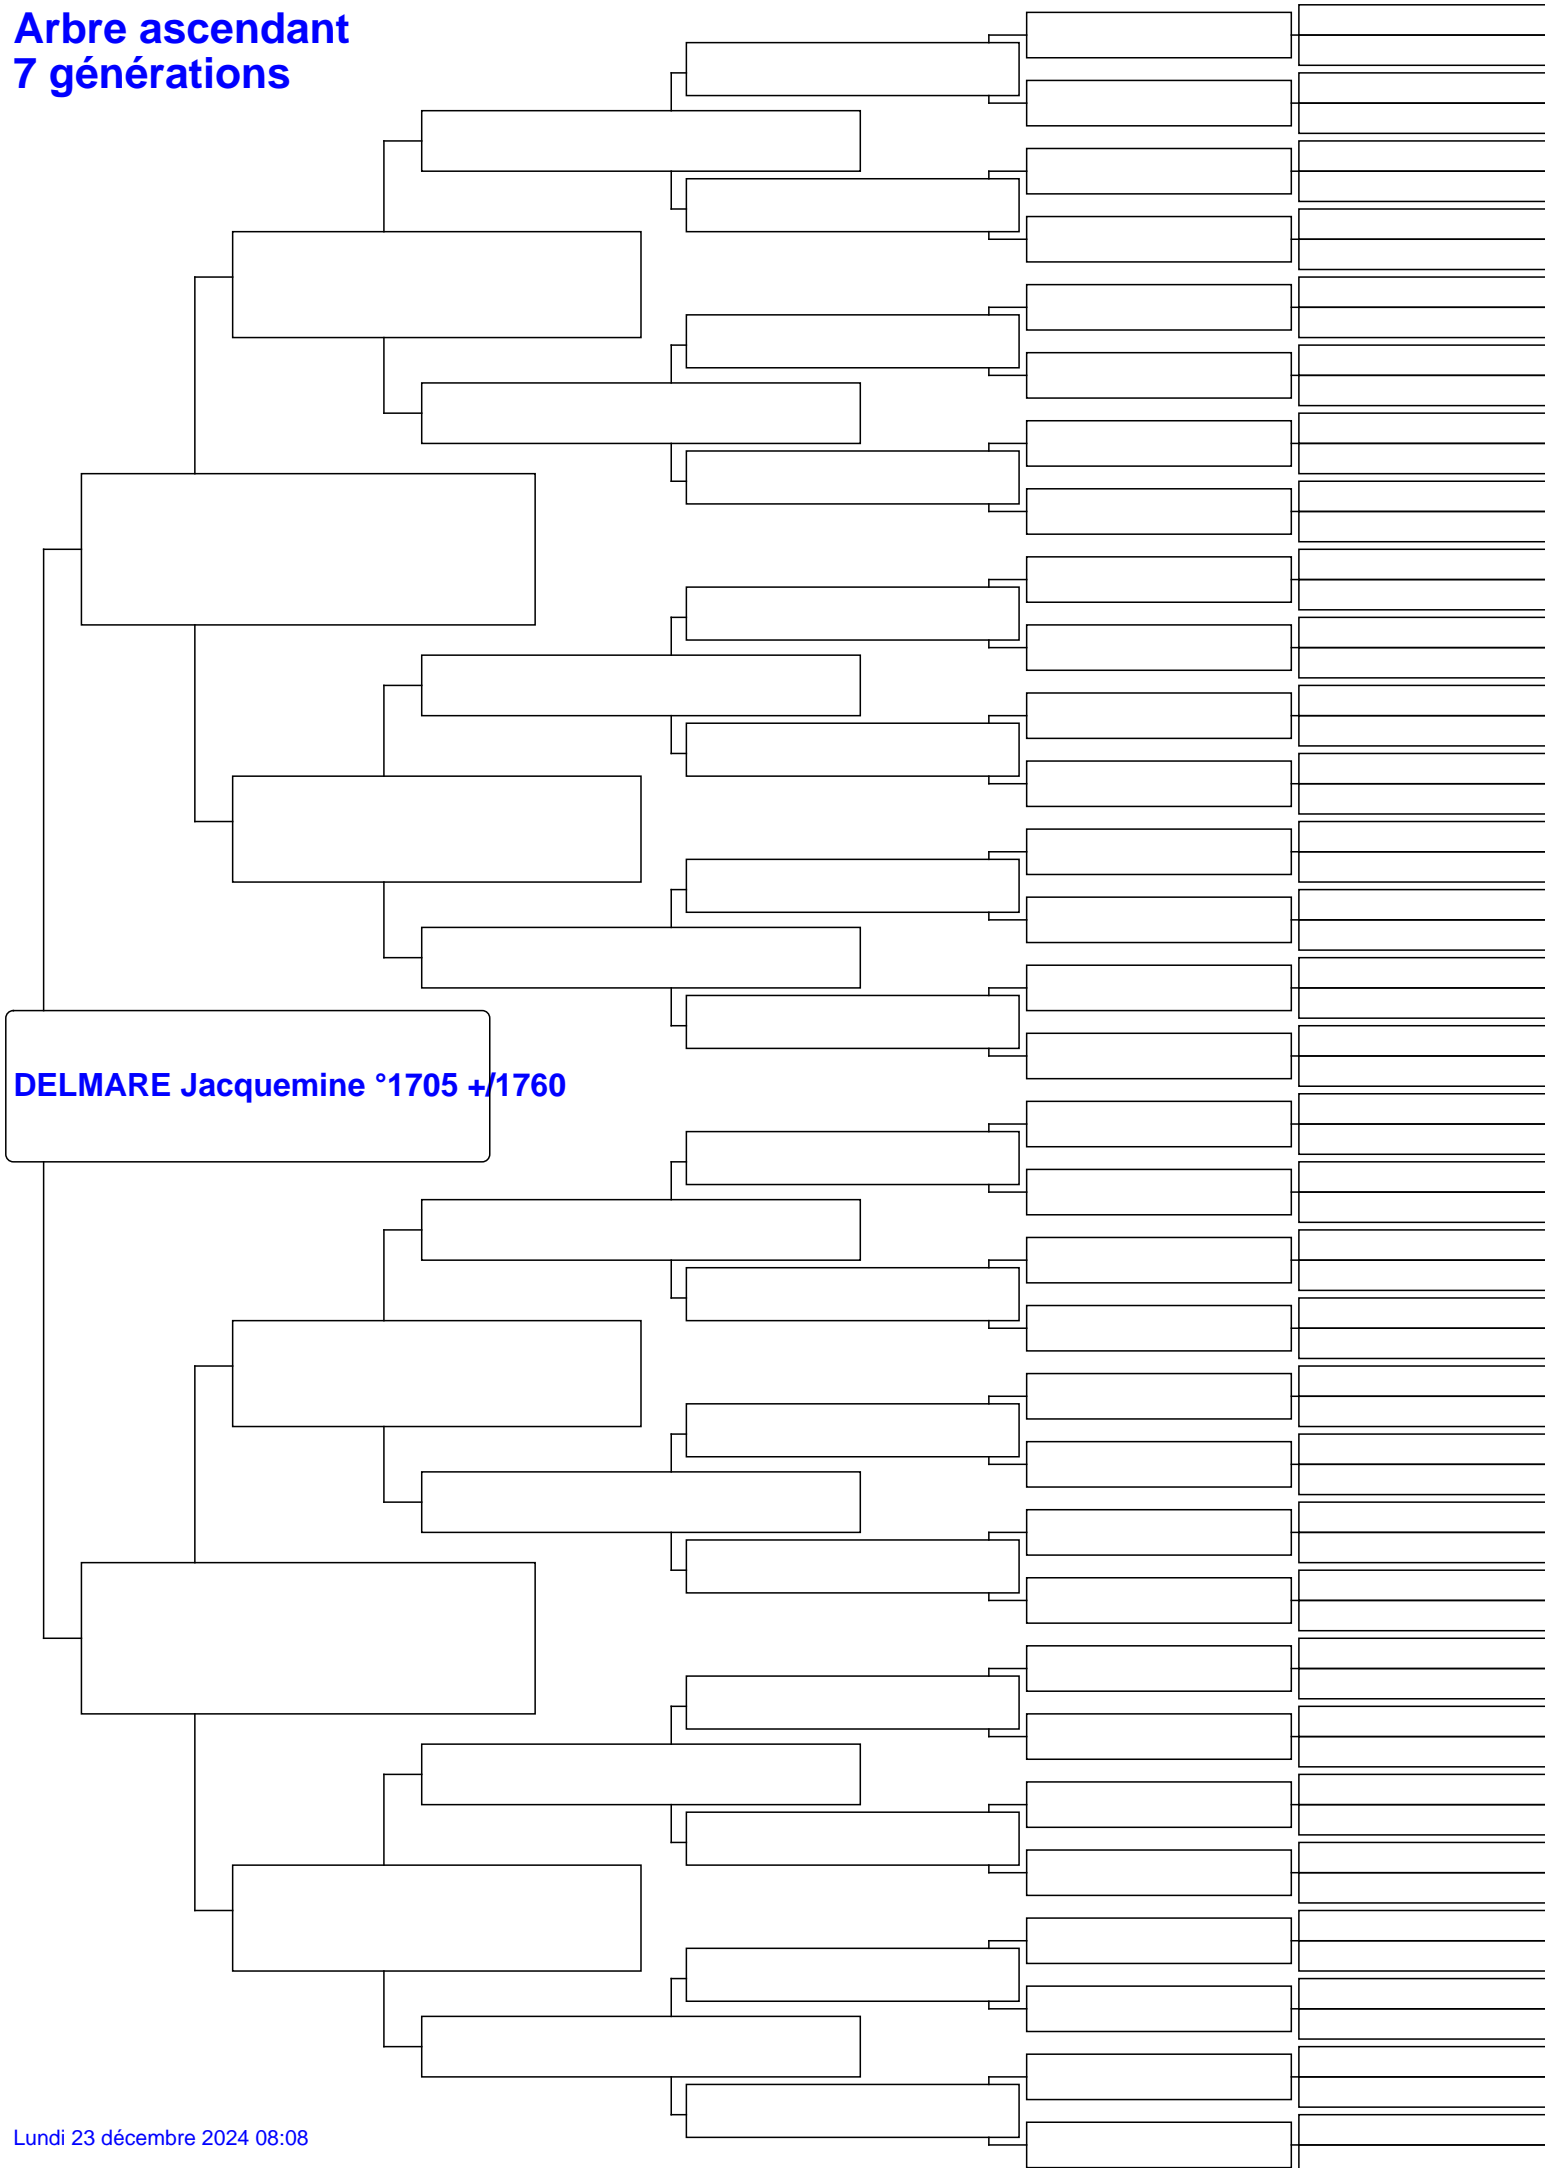 Arbre ascendant
7 générations
DELMARE Jacquemine °1705 +/1760
Lundi 23 décembre 2024 08:08